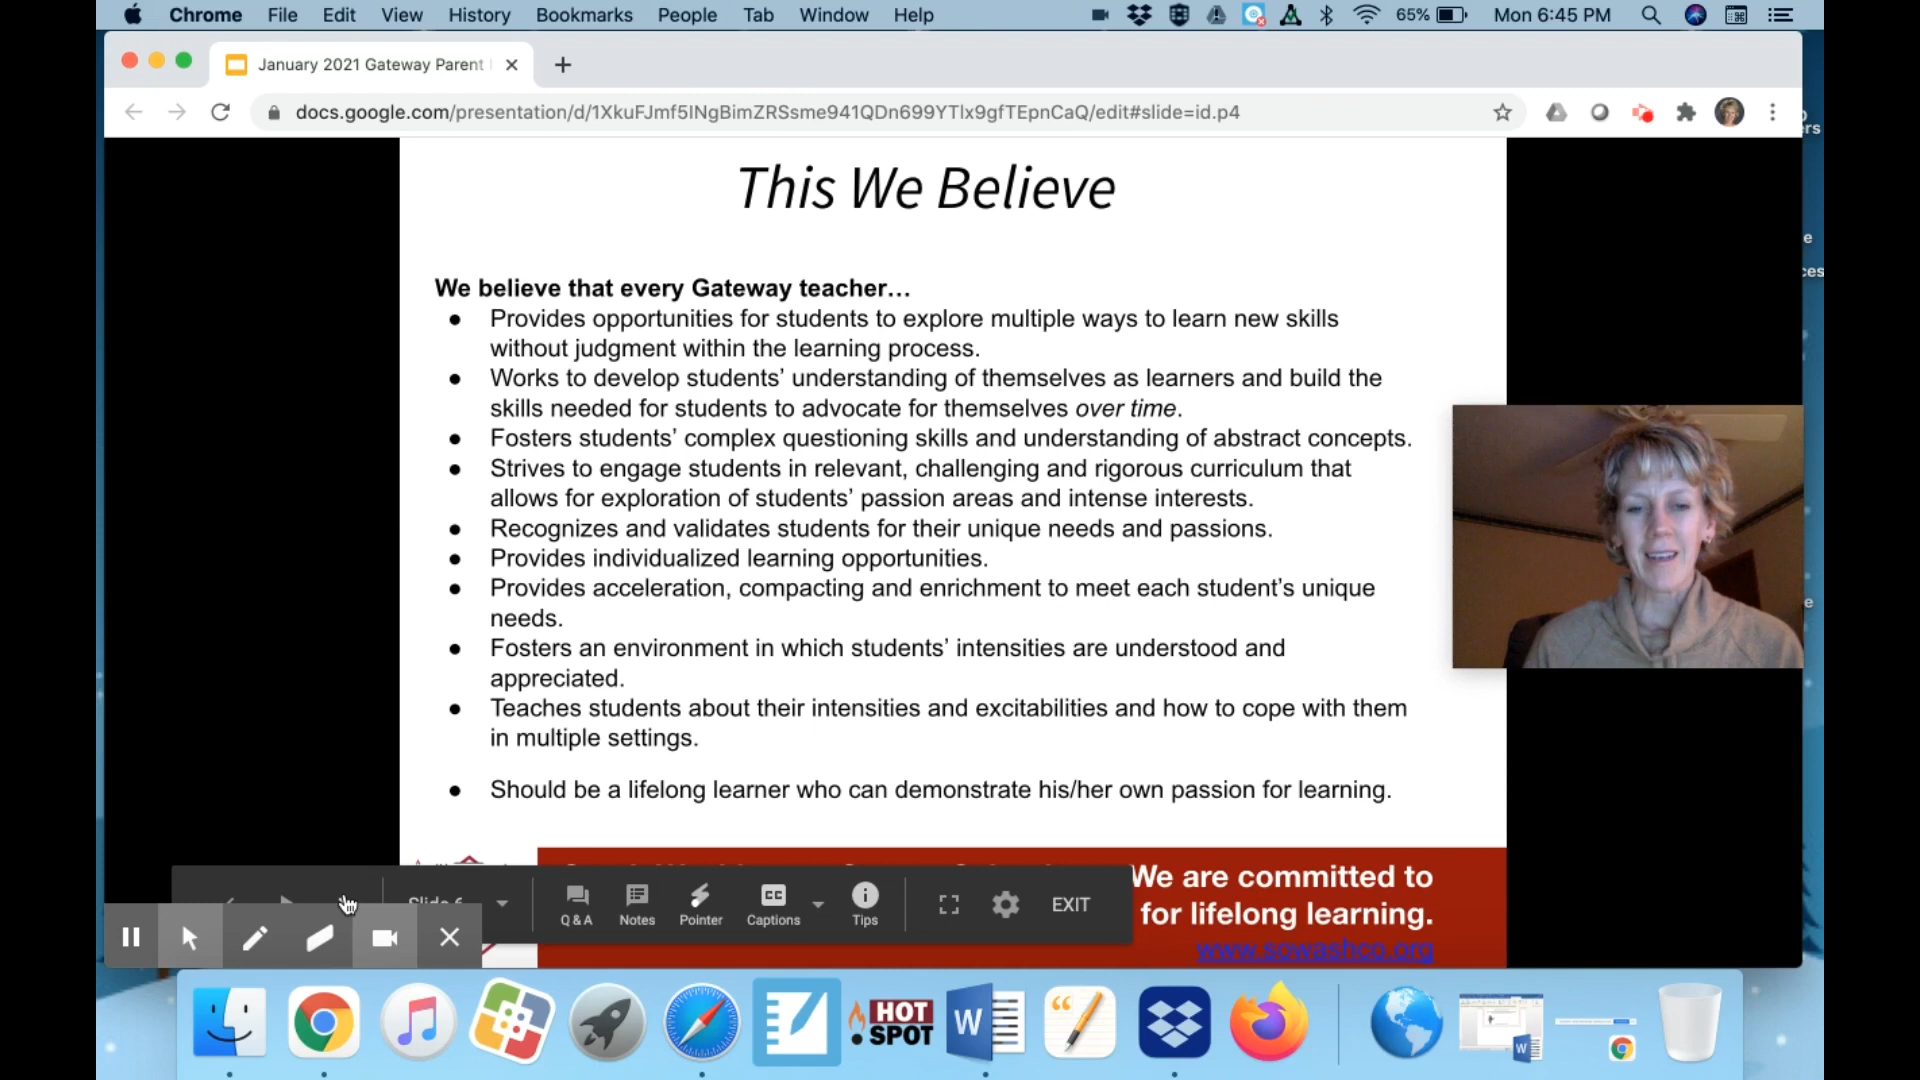 Chrome File Edit View History Bookmarks People Tab Window Help 65% Mon 6:45 PM
January 2021 Gateway Parent
docs.google.com/presentation/d/1XkuFJmf5INgBimZRSsme941QDn699YTlx9gfTEpnCaQ/edit#slide=id.p4
ers
This We Believe
e
ces
We believe that every Gateway teacher…
● Provides opportunities for students to explore multiple ways to learn new skills
without judgment within the learning process.
● Works to develop students’ understanding of themselves as learners and build the
skills needed for students to advocate for themselves over time.
● Fosters students’ complex questioning skills and understanding of abstract concepts.
● Strives to engage students in relevant, challenging and rigorous curriculum that
allows for exploration of students’ passion areas and intense interests.
● Recognizes and validates students for their unique needs and passions.
● Provides individualized learning opportunities.
● Provides acceleration, compacting and enrichment to meet each student’s unique
needs.
e
● Fosters an environment in which students’ intensities are understood and
appreciated.
● Teaches students about their intensities and excitabilities and how to cope with them
in multiple settings.
● Should be a lifelong learner who can demonstrate his/her own passion for learning.
We are committed to
for lifelong learning.
www.sowashco.org
Slide 6
Q & A Notes Pointer CC Captions Tips EXIT
HOT
SPOT
W
W